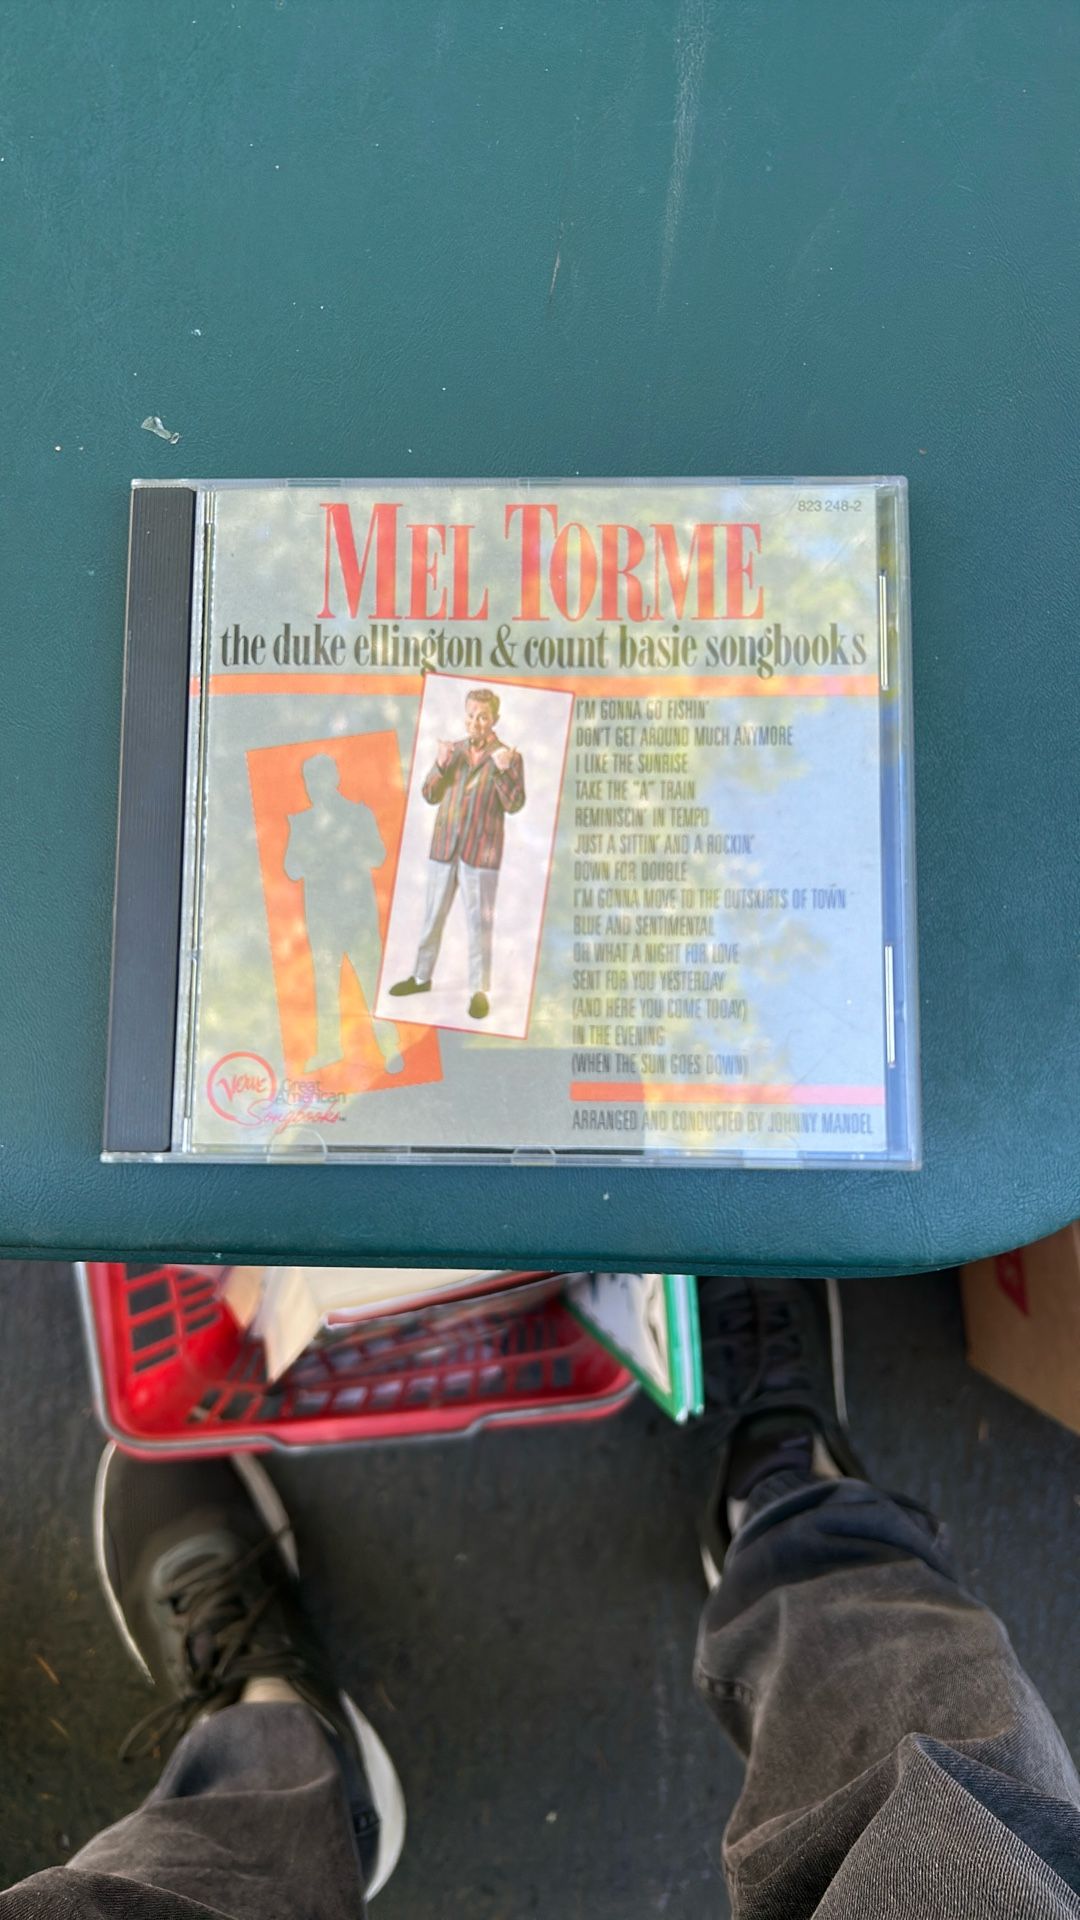 823 248-2
MEL TORME
the duke ellington & count basie songbooks
I'M GONNA GO FISHIN'
DON'T GET AROUND MUCH ANYMORE
I LIKE THE SUNRISE
TAKE THE "A" TRAIN
REMINISCIN' IN TEMPO
JUST A SITTIN' AND A ROCKIN'
DOWN FOR DOUBLE
I'M GONNA MOVE TO THE OUTSKIRTS OF TOWN
BLUE AND SENTIMENTAL
OH WHAT A NIGHT FOR LOVE
SENT FOR YOU YESTERDAY
(AND HERE YOU COME TODAY)
IN THE EVENING
(WHEN THE SUN GOES DOWN)
ARRANGED AND CONDUCTED BY JOHNNY MANDEL
Verve
Great
American
Songbooks™